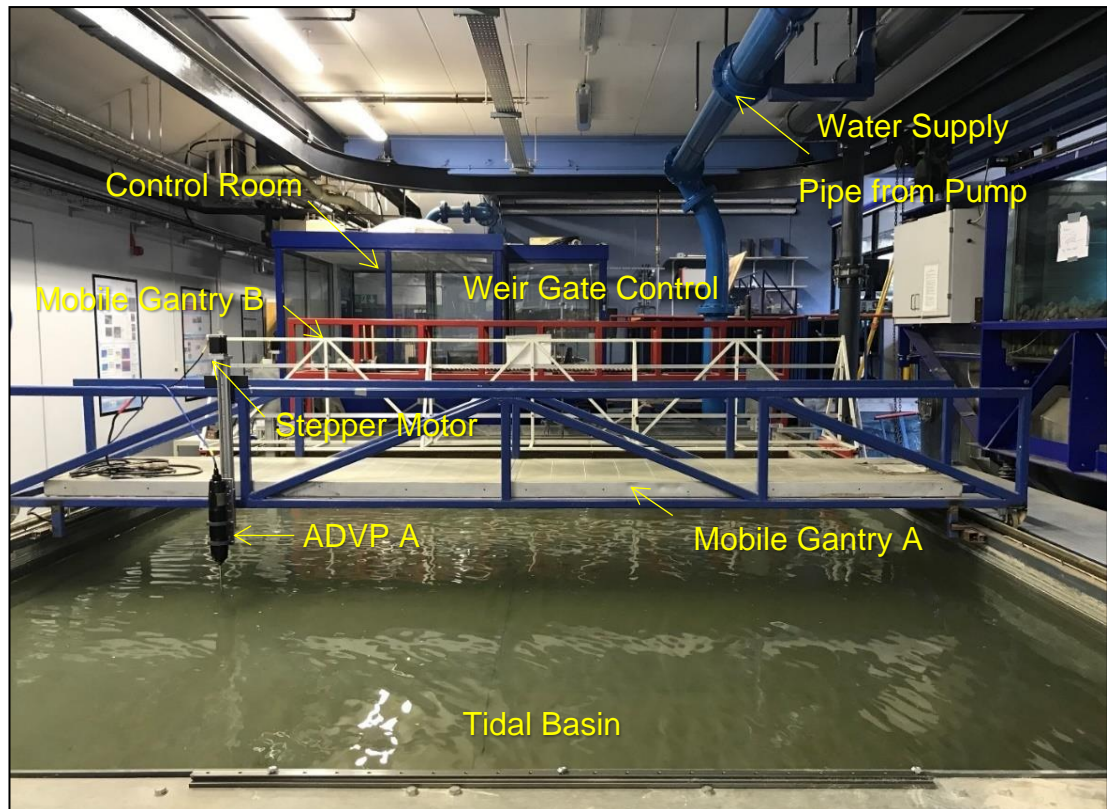 Water Supply
Pipe from Pump
Control Room
Mobile Gantry B
Weir Gate Control
Stepper Motor
ADVP A
Mobile Gantry A
Tidal Basin